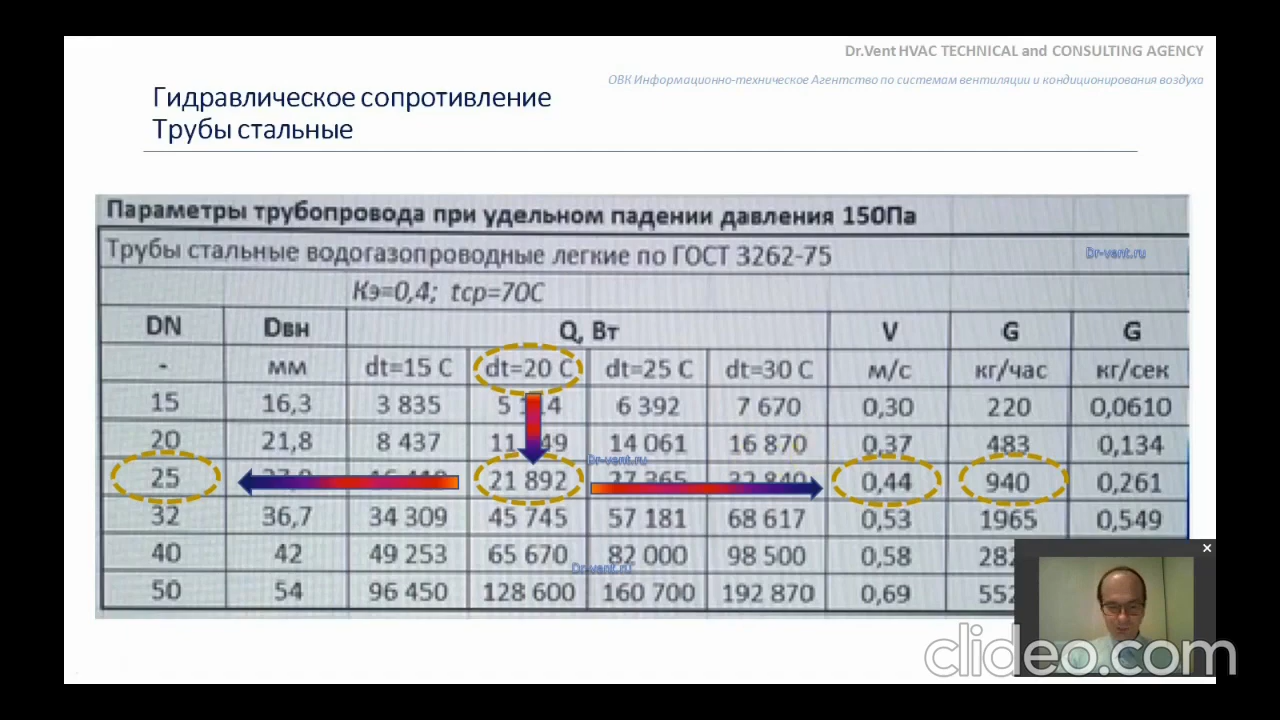 Dr.Vent HVAC TECHNICAL and CONSULTING AGENCY
ОВК Информационно-техническое Агентство по системам вентиляции и кондиционирования воздуха
Гидравлическое сопротивление
Трубы стальные
Параметры трубопровода при удельном падении давления 150Па
Трубы стальные водогазопроводные легкие по ГОСТ 3262-75 Dr-vent.ru
Kэ=0,4; tср=70С
DN Dвн Q, Вт V G G
- мм dt=15 С dt=20 С dt=25 С dt=30 С м/с кг/час кг/сек
15 16,3 3 835 6 392 7 670 0,30 220 0,0610
20 21,8 8 437 14 061 16 870 0,37 483 0,134
Dr-vent.ru
25 21 892 0,44 940 0,261
32 36,7 34 309 45 745 57 181 68 617 0,53 1965 0,549
40 42 49 253 65 670 82 000 98 500 0,58
Dr-vent.ru
50 54 96 450 128 600 160 700 192 870 0,69
clideo.com